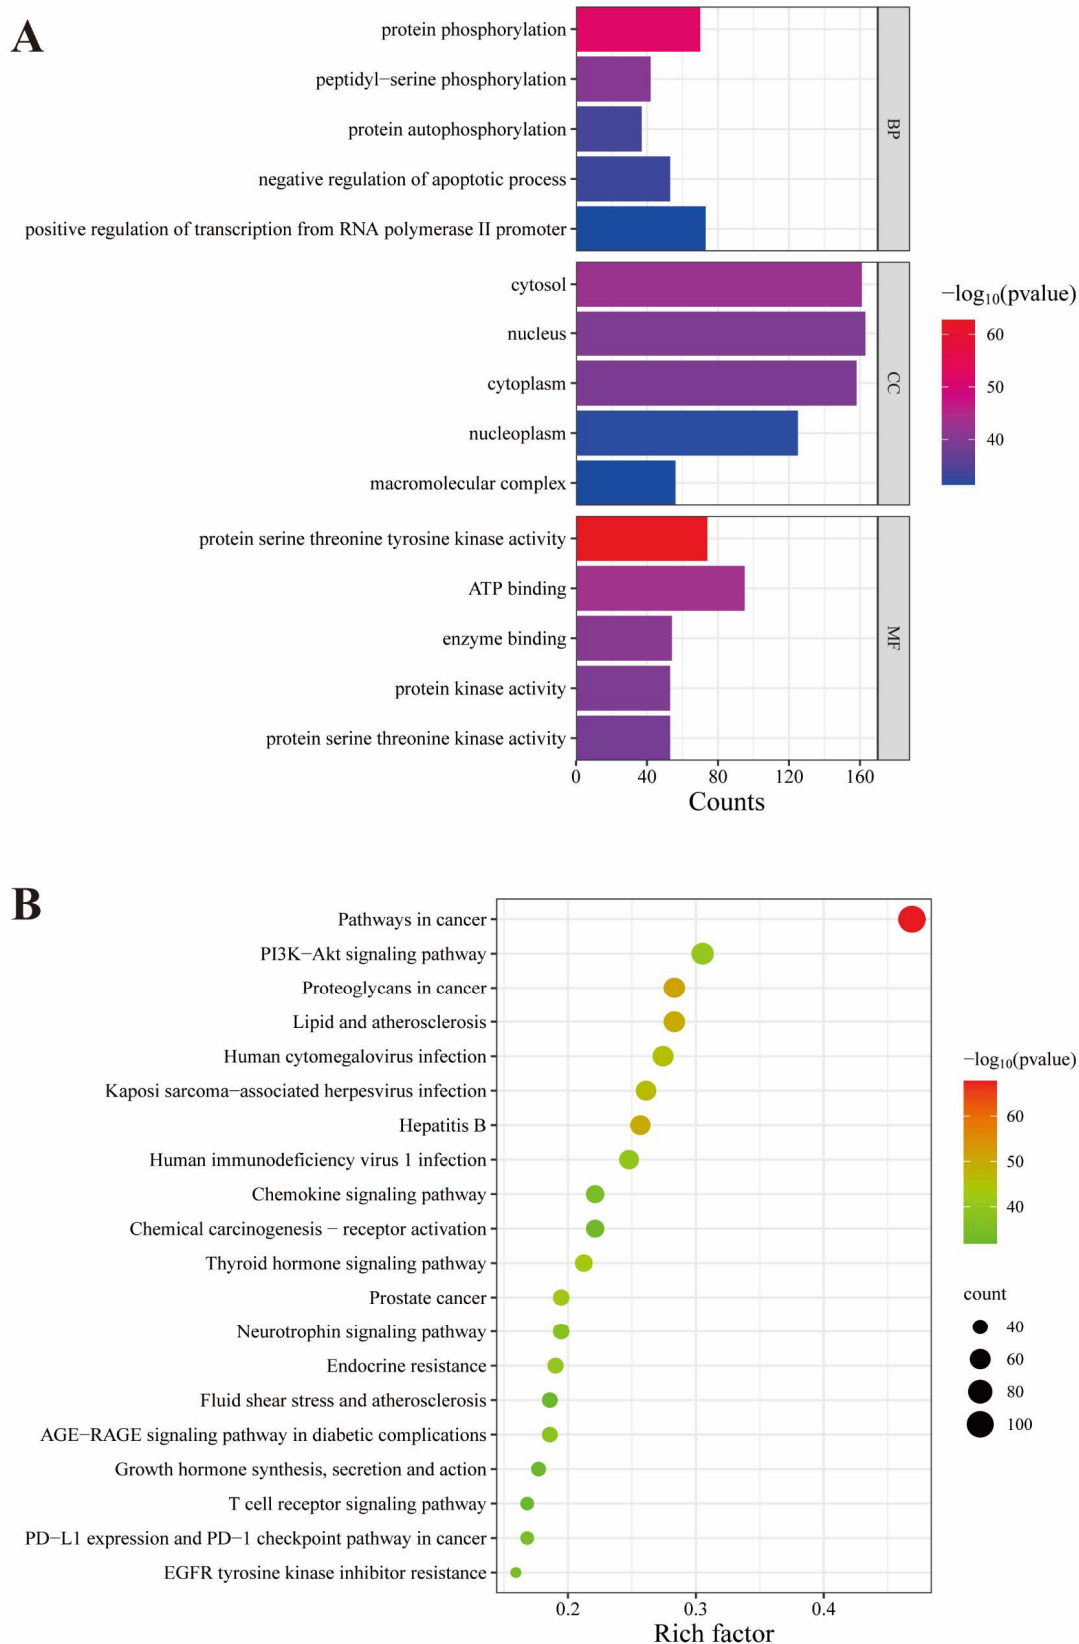 A
protein phosphorylation
peptidyl−serine phosphorylation
protein autophosphorylation
negative regulation of apoptotic process
positive regulation of transcription from RNA polymerase II promoter
BP
cytosol
nucleus
cytoplasm
nucleoplasm
macromolecular complex
CC
protein serine threonine tyrosine kinase activity
ATP binding
enzyme binding
protein kinase activity
protein serine threonine kinase activity
MF
0 40 80 120 160
Counts
−log10(pvalue)
60
50
40
B
Pathways in cancer
PI3K−Akt signaling pathway
Proteoglycans in cancer
Lipid and atherosclerosis
Human cytomegalovirus infection
Kaposi sarcoma−associated herpesvirus infection
Hepatitis B
Human immunodeficiency virus 1 infection
Chemokine signaling pathway
Chemical carcinogenesis − receptor activation
Thyroid hormone signaling pathway
Prostate cancer
Neurotrophin signaling pathway
Endocrine resistance
Fluid shear stress and atherosclerosis
AGE−RAGE signaling pathway in diabetic complications
Growth hormone synthesis, secretion and action
T cell receptor signaling pathway
PD−L1 expression and PD−1 checkpoint pathway in cancer
EGFR tyrosine kinase inhibitor resistance
0.2 0.3 0.4
Rich factor
−log10(pvalue)
60
50
40
count
40
60
80
100